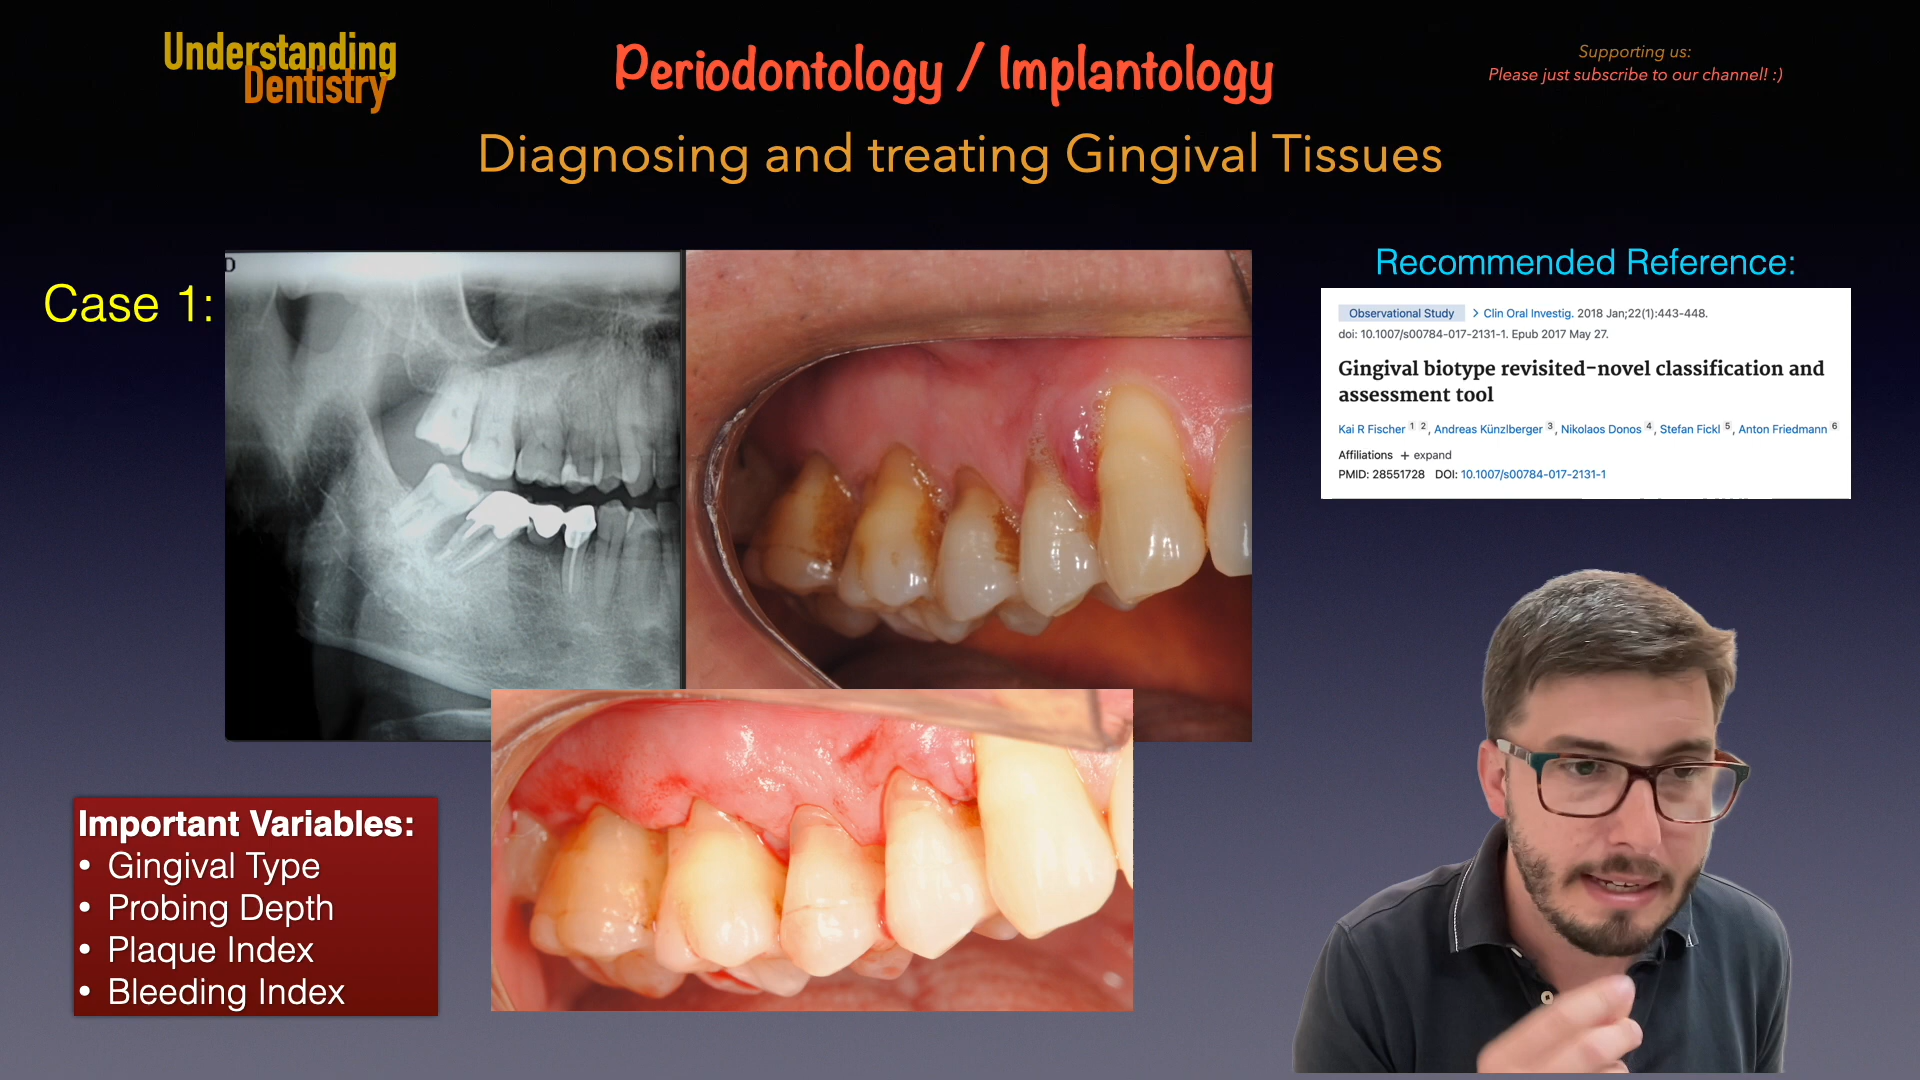 Understanding
Dentistry
Periodontology / Implantology
Supporting us:
Please just subscribe to our channel! :)
Diagnosing and treating Gingival Tissues
Case 1:
D
Recommended Reference:
Observational Study > Clin Oral Investig. 2018 Jan;22(1):443-448.
doi: 10.1007/s00784-017-2131-1. Epub 2017 May 27.
Gingival biotype revisited-novel classification and
assessment tool
Kai R Fischer 1 2, Andreas Künzlberger 3, Nikolaos Donos 4, Stefan Fickl 5, Anton Friedmann 6
Affiliations + expand
PMID: 28551728 DOI: 10.1007/s00784-017-2131-1
Important Variables:
• Gingival Type
• Probing Depth
• Plaque Index
• Bleeding Index